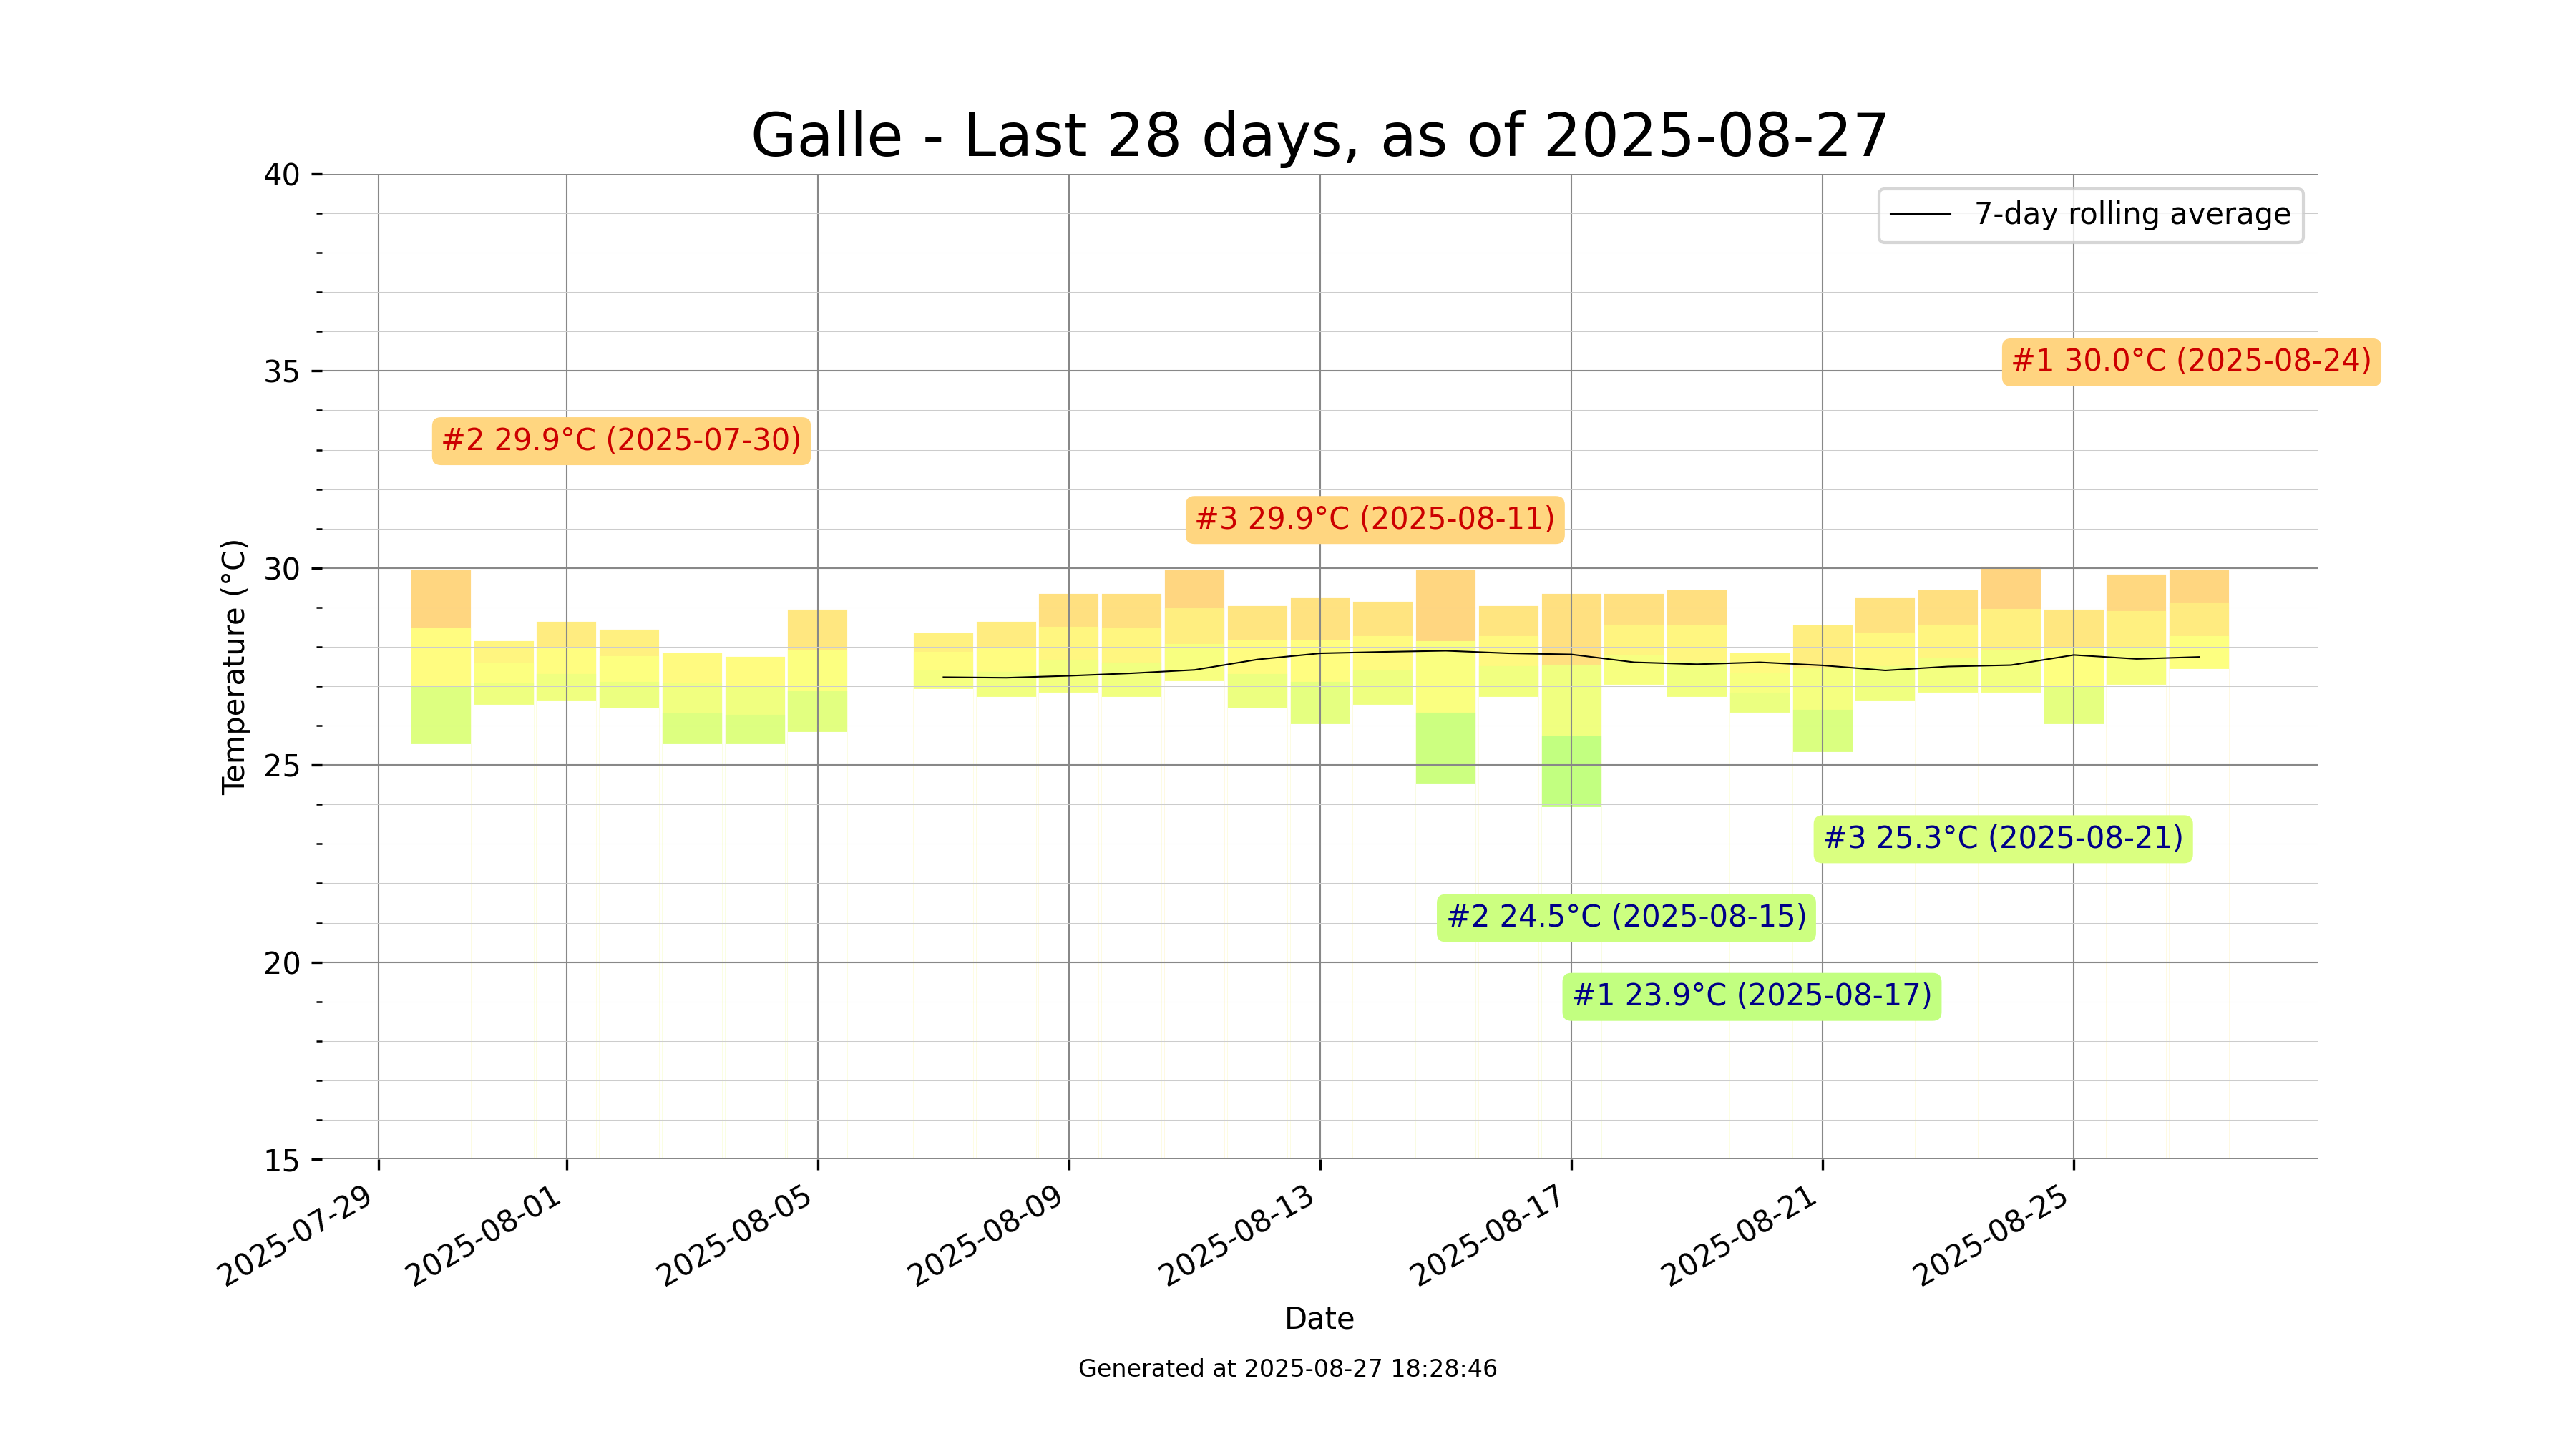 Galle - Last 28 days, as of 2025-08-27
40
35
30
25
20
15
Temperature (°C)
7-day rolling average
#1 30.0°C (2025-08-24)
#2 29.9°C (2025-07-30)
#3 29.9°C (2025-08-11)
#3 25.3°C (2025-08-21)
#2 24.5°C (2025-08-15)
#1 23.9°C (2025-08-17)
2025-07-29
2025-08-01
2025-08-05
2025-08-09
2025-08-13
2025-08-17
2025-08-21
2025-08-25
Date
Generated at 2025-08-27 18:28:46